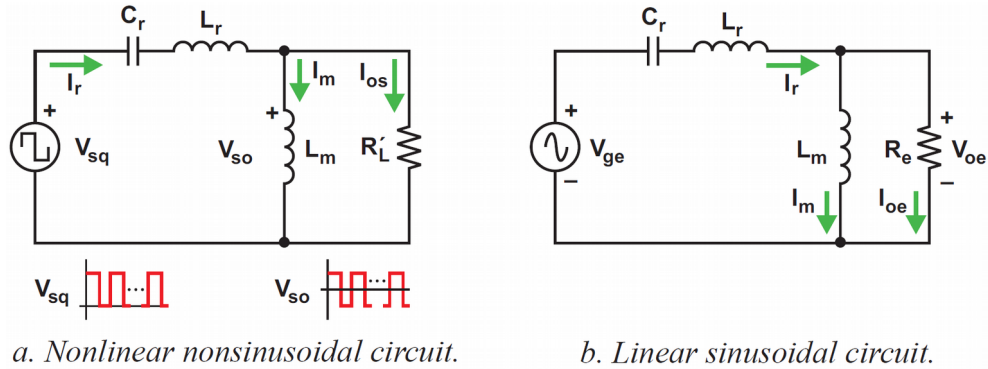 Cr Lr
Ir
Im
Ios
+
Vsq
+
Vso
Lm
R´L
Vsq ...
Vso ...
a. Nonlinear nonsinusoidal circuit.
Cr Lr
Ir
+
Vge
–
Lm
Re
+
Voe
–
Im
Ioe
b. Linear sinusoidal circuit.